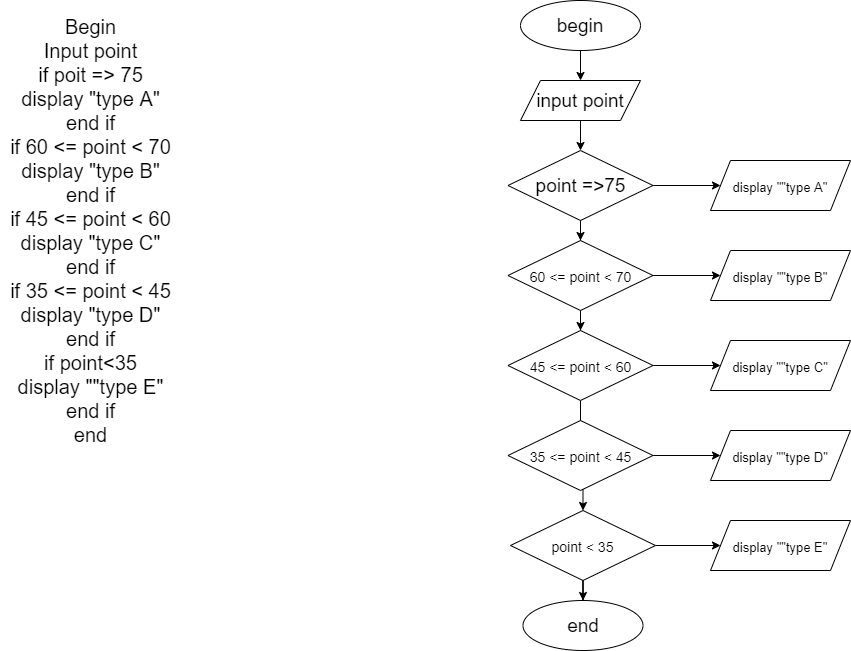 Begin
Input point
if poit => 75
display "type A"
end if
if 60 <= point < 70
display "type B"
end if
if 45 <= point < 60
display "type C"
end if
if 35 <= point < 45
display "type D"
end if
if point<35
display ""type E"
end if
end
begin
input point
point =>75
display ""type A"
60 <= point < 70
display ""type B"
45 <= point < 60
display ""type C"
35 <= point < 45
display ""type D"
point < 35
display ""type E"
end